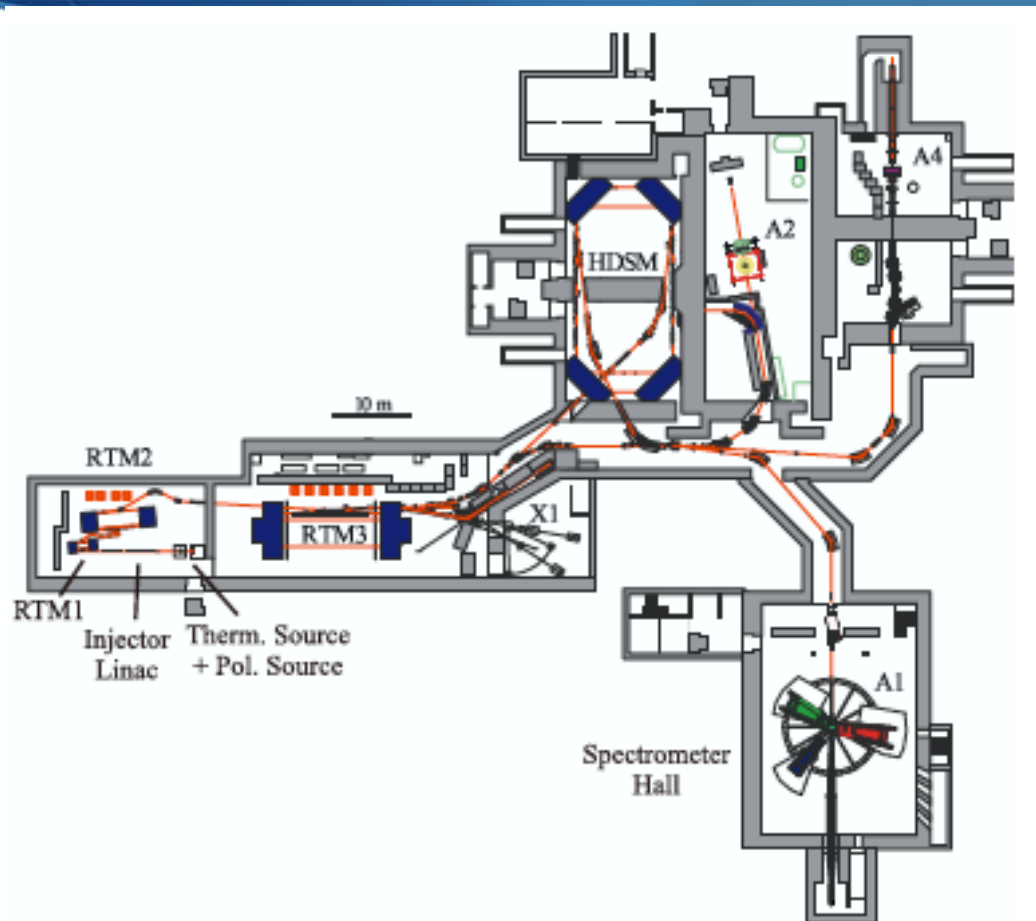 A4
A2
HDSM
10 m
RTM2
X1
RTM3
RTM1
Injector
Linac
Therm. Source
+ Pol. Source
A1
Spectrometer
Hall